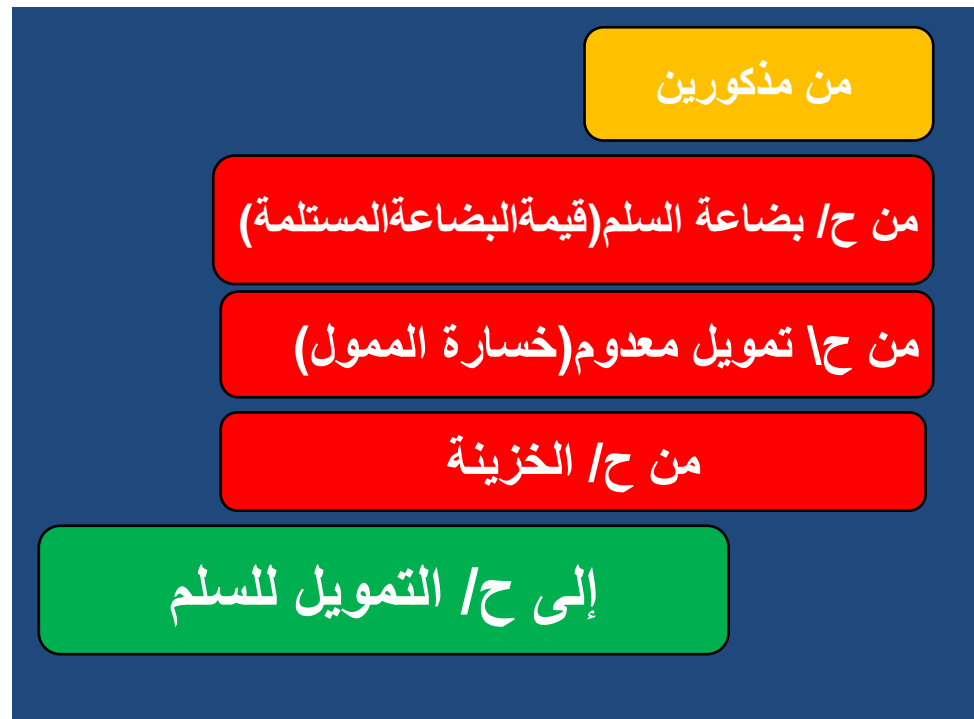 من مذكورين
من ح/ بضاعة السلم(قيمةالبضاعةالمستلمة)
من ح\ تمويل معدوم(خسارة الممول)
من ح/ الخزينة
إلى ح/ التمويل للسلم